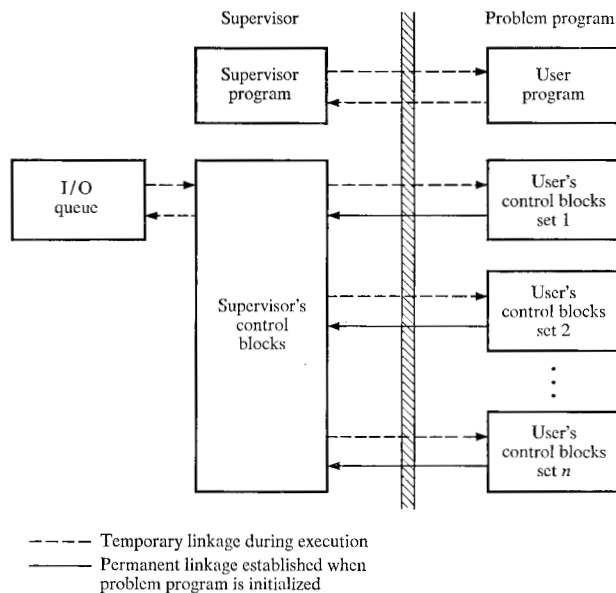 Supervisor
Problem program
Supervisor
program
User
program
I/O
queue
Supervisor's
control
blocks
User's
control blocks
set 1
User's
control blocks
set 2
User's
control blocks
set n
Temporary linkage during execution
Permanent linkage established when
problem program is initialized